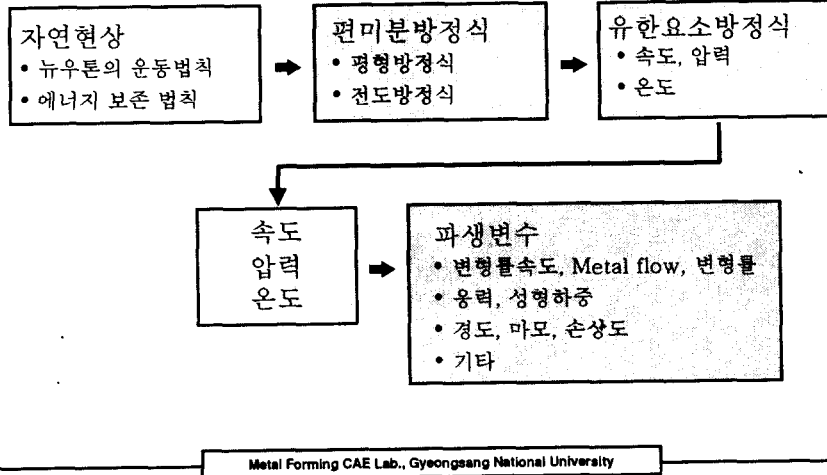 자연현상
• 뉴우톤의 운동법칙
• 에너지 보존 법칙
편미분방정식
• 평형방정식
• 전도방정식
유한요소방정식
• 속도, 압력
• 온도
속도
압력
온도
파생변수
• 변형률속도, Metal flow, 변형률
• 응력, 성형하중
• 경도, 마모, 손상도
• 기타
Metal Forming CAE Lab., Gyeongsang National University